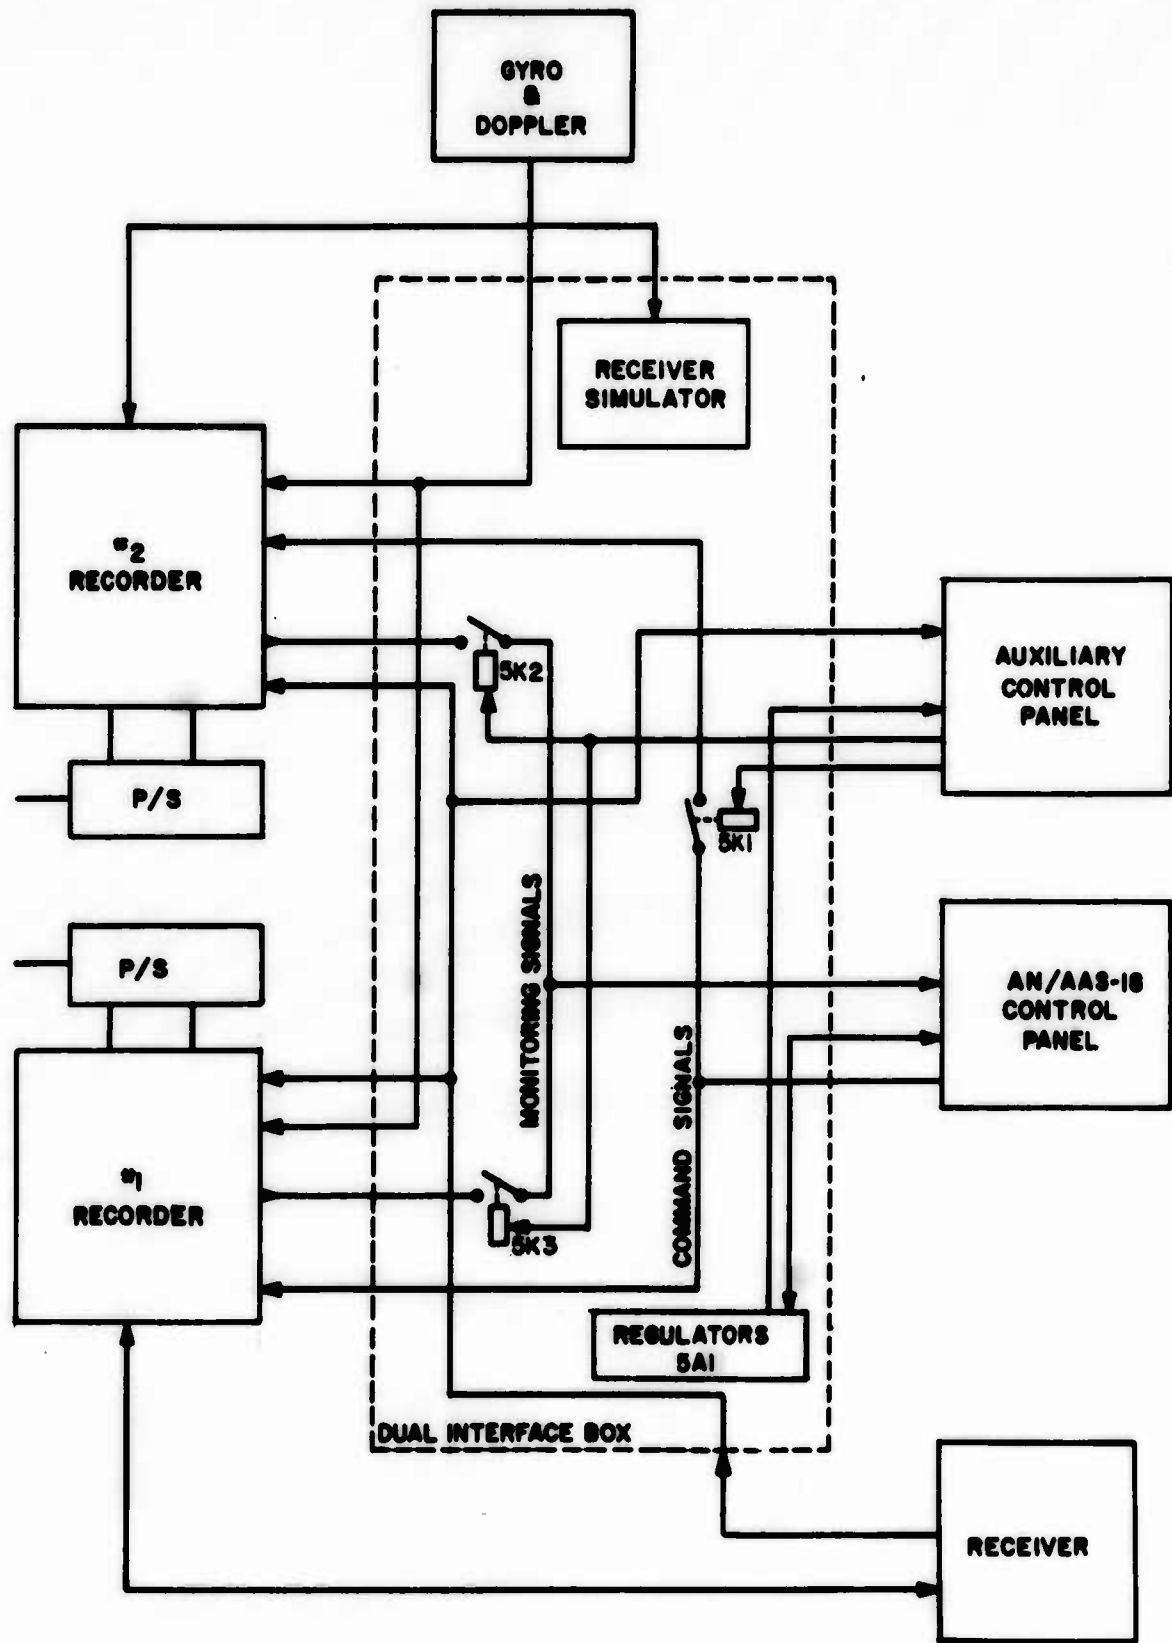 GYRO
&
DOPPLER
RECEIVER
SIMULATOR
#2
RECORDER
5K2
AUXILIARY
CONTROL
PANEL
P/S
5K1
MONITORING SIGNALS
P/S
AN/AAS-18
CONTROL
PANEL
COMMAND SIGNALS
#1
RECORDER
5K3
REGULATORS
5A1
DUAL INTERFACE BOX
RECEIVER